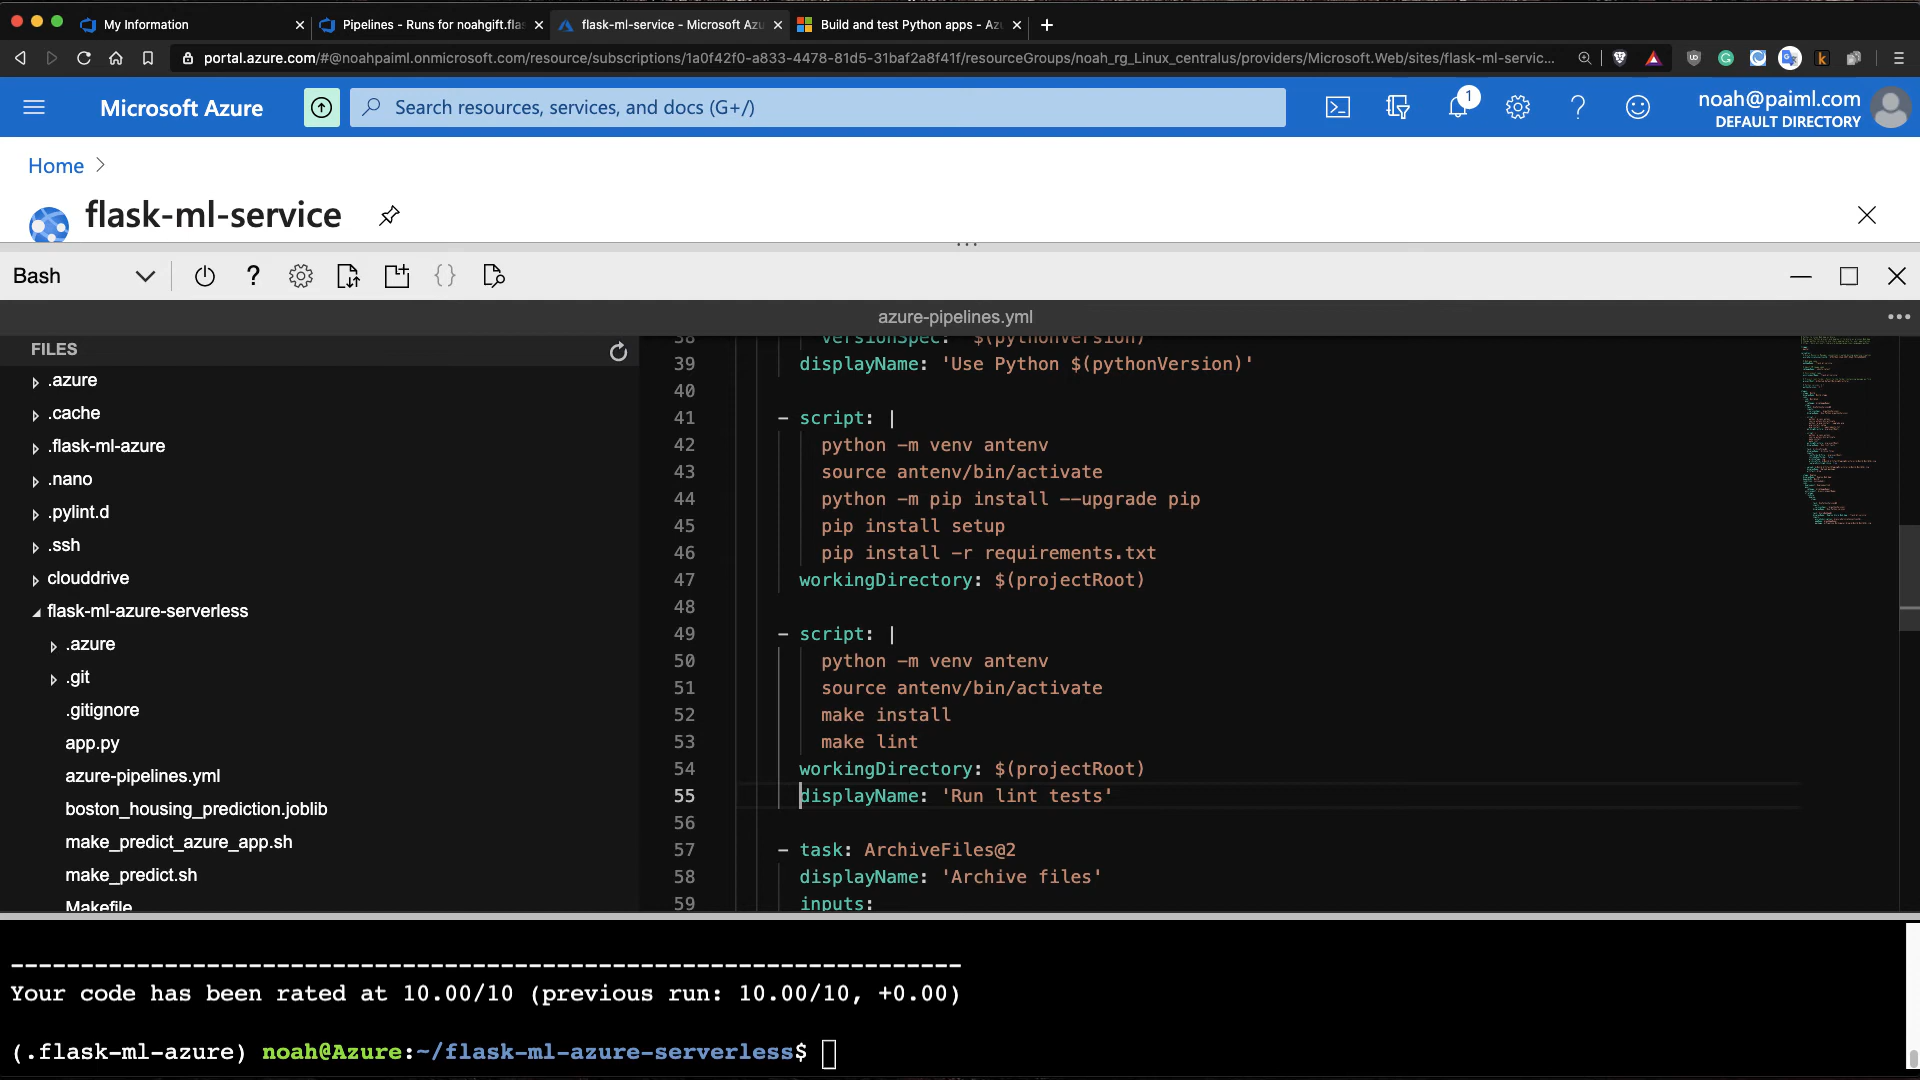 My Information
Pipelines - Runs for noahgift.fla
flask-ml-service - Microsoft Azu
Build and test Python apps - Azu
portal.azure.com/#@noahpaiml.onmicrosoft.com/resource/subscriptions/1a0f42f0-a833-4478-81d5-31baf2a8f41f/resourceGroups/noah_rg_Linux_centralus/providers/Microsoft.Web/sites/flask-ml-servic...
Microsoft Azure
Search resources, services, and docs (G+/)
1
noah@paiml.com
DEFAULT DIRECTORY
Home
flask-ml-service
Bash
azure-pipelines.yml
FILES
.azure
.cache
.flask-ml-azure
.nano
.pylint.d
.ssh
clouddrive
flask-ml-azure-serverless
.azure
.git
.gitignore
app.py
azure-pipelines.yml
boston_housing_prediction.joblib
make_predict_azure_app.sh
make_predict.sh
Makefile
38 versionSpec: '$(pythonVersion)'
39 displayName: 'Use Python $(pythonVersion)'
40
41 - script: |
42 python -m venv antenv
43 source antenv/bin/activate
44 python -m pip install --upgrade pip
45 pip install setup
46 pip install -r requirements.txt
47 workingDirectory: $(projectRoot)
48
49 - script: |
50 python -m venv antenv
51 source antenv/bin/activate
52 make install
53 make lint
54 workingDirectory: $(projectRoot)
55 displayName: 'Run lint tests'
56
57 - task: ArchiveFiles@2
58 displayName: 'Archive files'
59 inputs:
--------------------------------------------------------------------
Your code has been rated at 10.00/10 (previous run: 10.00/10, +0.00)
(.flask-ml-azure) noah@Azure:~/flask-ml-azure-serverless$